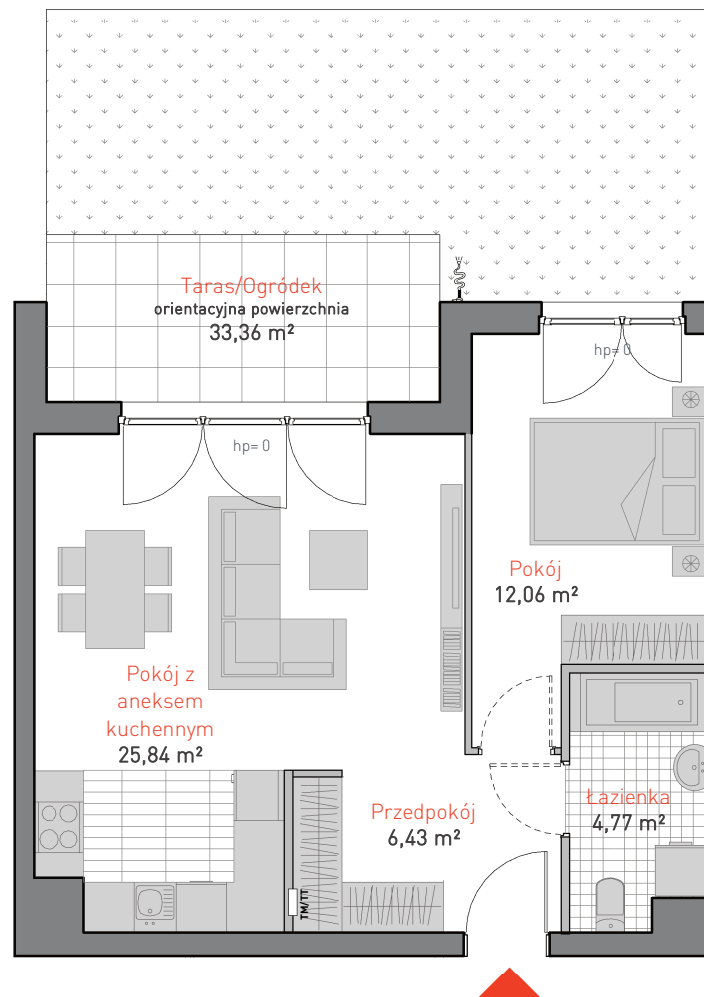 Taras/Ogródek
orientacyjna powierzchnia
33,36 m²
hp= 0
hp= 0
Pokój
12,06 m²
Pokój z
aneksem
kuchennym
25,84 m²
Przedpokój
6,43 m²
Łazienka
4,77 m²
TM/TT